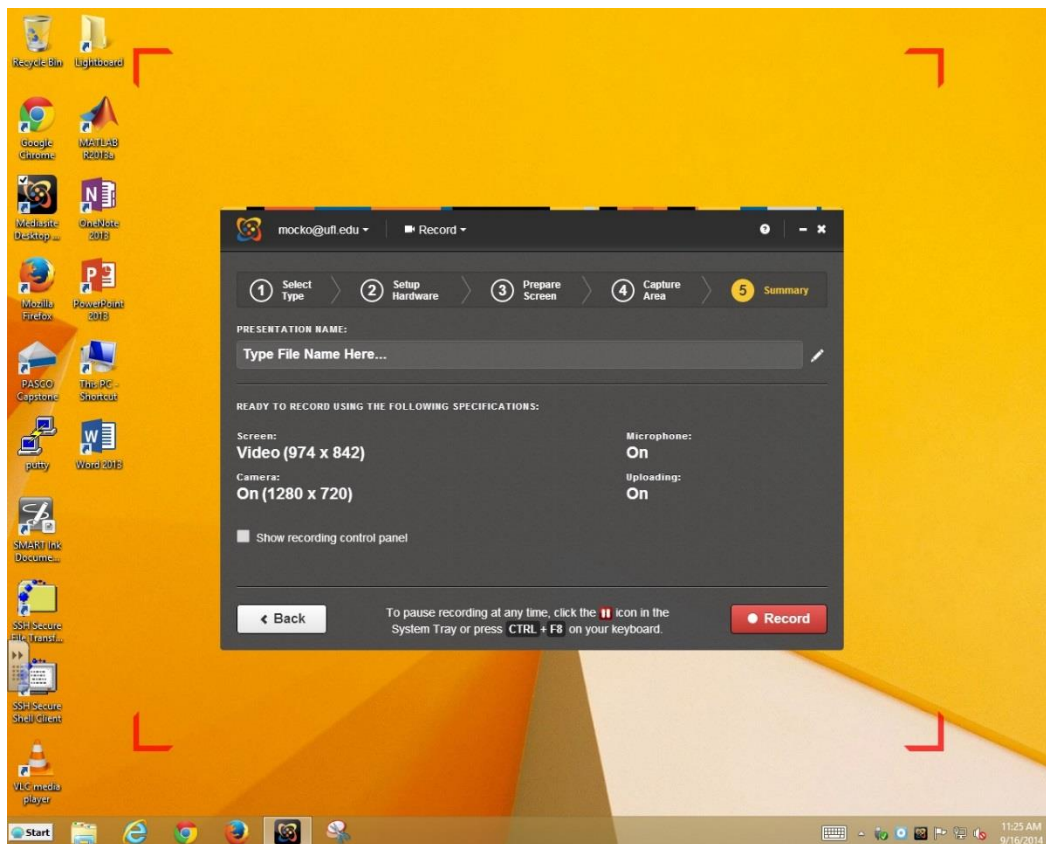 Recycle Bin
Lightboard
Google
Chrome
MATLAB
R2013a
Mediasite
Desktop ...
OneNote
2013
Mozilla
Firefox
PowerPoint
2013
PASCO
Capstone
This PC -
Shortcut
putty
Word 2013
SMART Ink
Docume...
SSH Secure
File Transf...
SSH Secure
Shell Client
VLC media
player
mocko@ufl.edu
Record
1 Select
Type
2 Setup
Hardware
3 Prepare
Screen
4 Capture
Area
5 Summary
PRESENTATION NAME:
Type File Name Here...
READY TO RECORD USING THE FOLLOWING SPECIFICATIONS:
Screen:
Video (974 x 842)
Microphone:
On
Camera:
On (1280 x 720)
Uploading:
On
Show recording control panel
Back
To pause recording at any time, click the icon in the
System Tray or press CTRL + F8 on your keyboard.
Record
Start
11:25 AM
9/16/2014